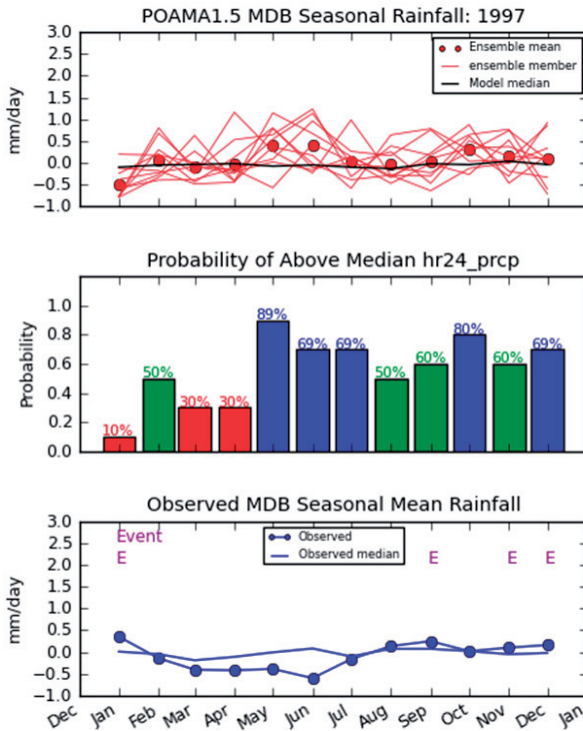 POAMA1.5 MDB Seasonal Rainfall: 1997
3.0
2.5
2.0
1.5
1.0
0.5
0.0
−0.5
−1.0
mm/day
Ensemble mean
ensemble member
Model median
Probability of Above Median hr24_prcp
1.0
0.8
0.6
0.4
0.2
0.0
Probability
10%
50%
30%
30%
89%
69%
69%
50%
60%
80%
60%
69%
Observed MDB Seasonal Mean Rainfall
3.0
2.5
2.0
1.5
1.0
0.5
0.0
−0.5
−1.0
mm/day
Event
E
E
E
E
Observed
Observed median
Dec
Jan
Feb
Mar
Apr
May
Jun
Jul
Aug
Sep
Oct
Nov
Dec
Jan